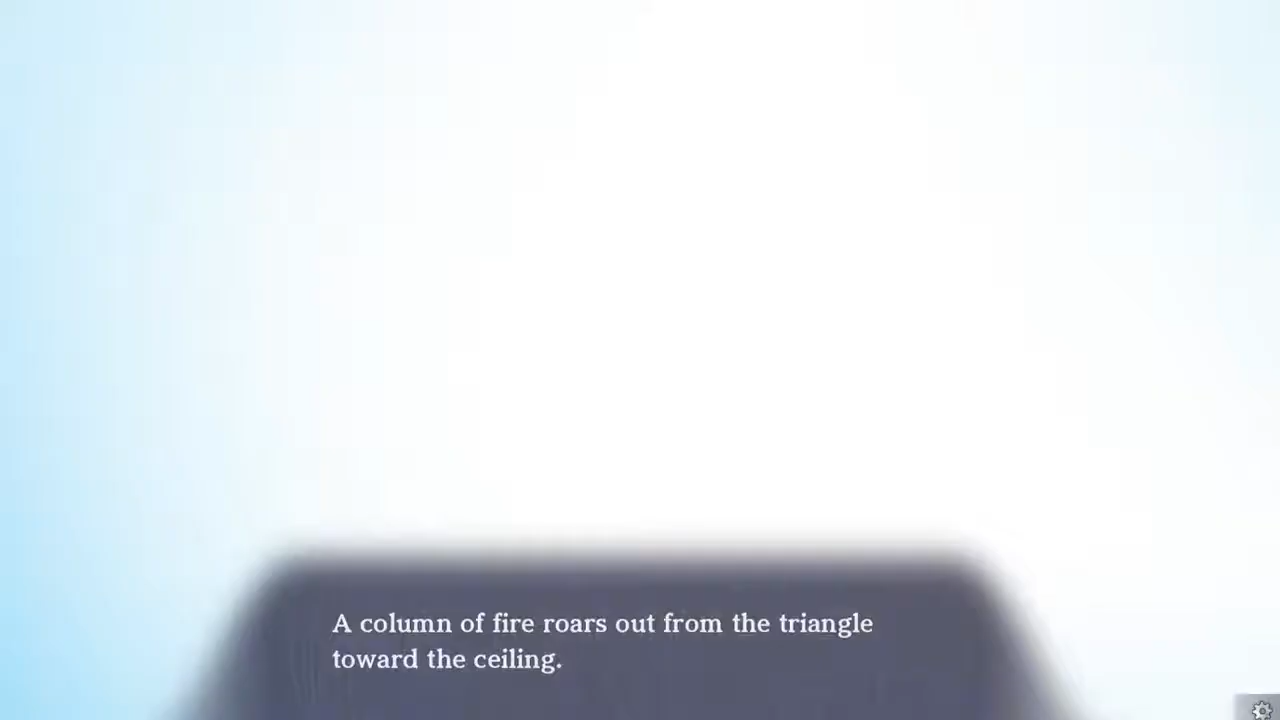 A column of fire roars out from the triangle
toward the ceiling.